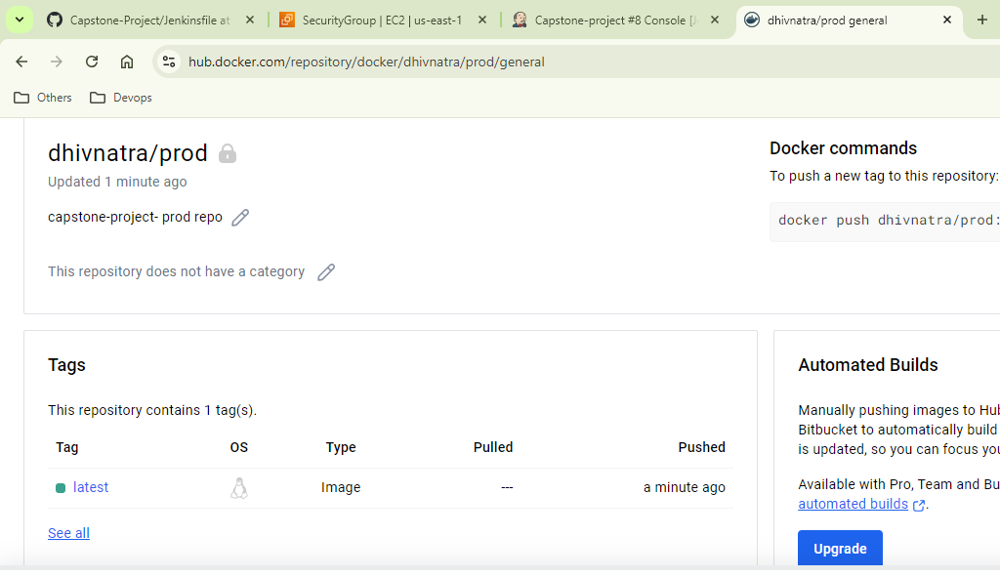 Capstone-Project/Jenkinsfile at
SecurityGroup | EC2 | us-east-1
Capstone-project #8 Console [J
dhivnatra/prod general
hub.docker.com/repository/docker/dhivnatra/prod/general
Others
Devops
dhivnatra/prod
Updated 1 minute ago
capstone-project- prod repo
This repository does not have a category
Docker commands
To push a new tag to this repository:
docker push dhivnatra/prod:
Tags
This repository contains 1 tag(s).
Tag OS Type Pulled Pushed
latest Image --- a minute ago
See all
Automated Builds
Manually pushing images to Hub
Bitbucket to automatically build
is updated, so you can focus you
Available with Pro, Team and Bu
automated builds .
Upgrade